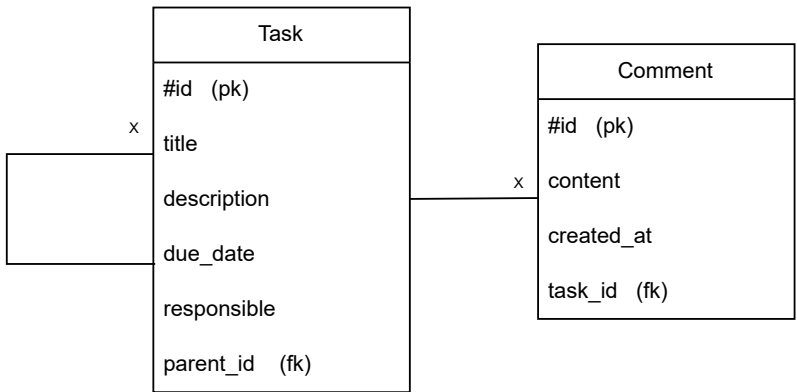 Task
#id (pk)
x
title
description
due_date
responsible
parent_id (fk)
Comment
#id (pk)
x
content
created_at
task_id (fk)